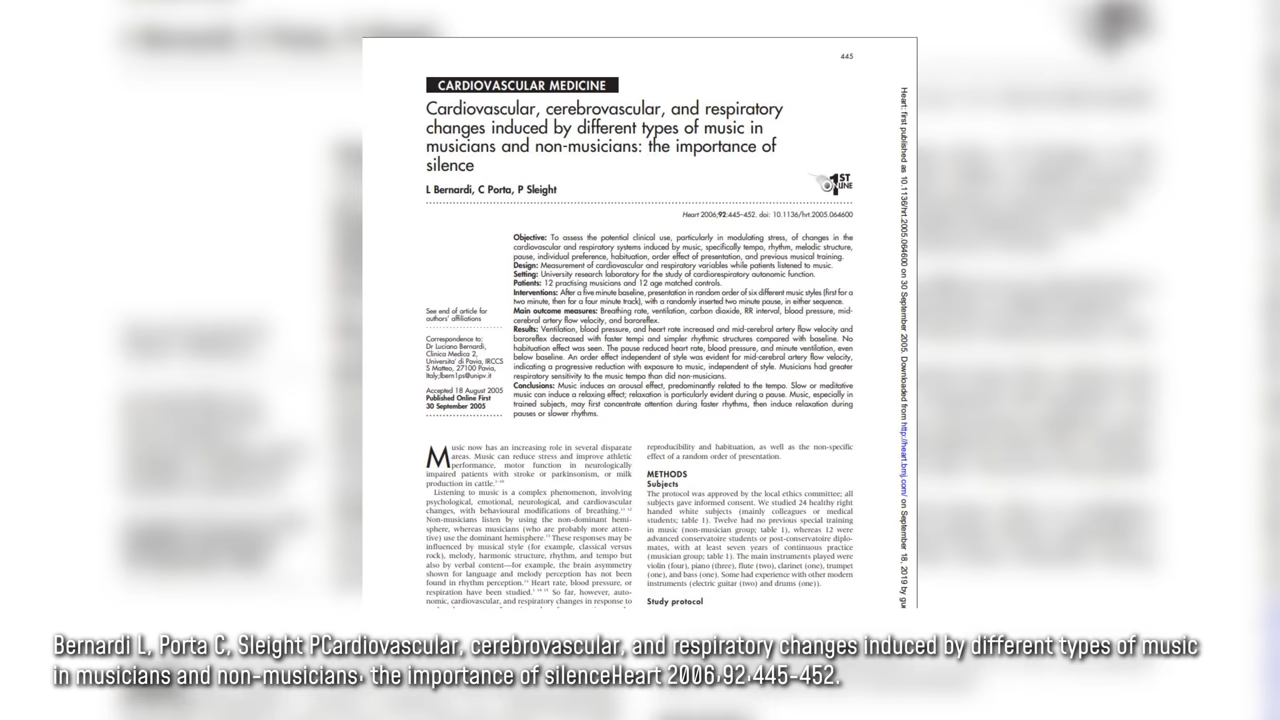 445
CARDIOVASCULAR MEDICINE
Cardiovascular, cerebrovascular, and respiratory
changes induced by different types of music in
musicians and non-musicians: the importance of
silence
L Bernardi, C Porta, P Sleight
1ST
LINE
Heart 2006;92:445–452. doi: 10.1136/hrt.2005.064600
Objective: To assess the potential clinical use, particularly in modulating stress, of changes in the
cardiovascular and respiratory systems induced by music, specifically tempo, rhythm, melodic structure,
pause, individual preference, habituation, order effect of presentation, and previous musical training.
Design: Measurement of cardiovascular and respiratory variables while patients listened to music.
Setting: University research laboratory for the study of cardiorespiratory autonomic function.
Patients: 12 practising musicians and 12 age matched controls.
Interventions: After a five minute baseline, presentation in random order of six different music styles (first for a
two minute, then for a four minute track), with a randomly inserted two minute pause, in either sequence.
Main outcome measures: Breathing rate, ventilation, carbon dioxide, RR interval, blood pressure, mid-
cerebral artery flow velocity, and baroreflex.
Results: Ventilation, blood pressure, and heart rate increased and mid-cerebral artery flow velocity and
baroreflex decreased with faster tempi and simpler rhythmic structures compared with baseline. No
habituation effect was seen. The pause reduced heart rate, blood pressure, and minute ventilation, even
below baseline. An order effect independent of style was evident for mid-cerebral artery flow velocity,
indicating a progressive reduction with exposure to music, independent of style. Musicians had greater
respiratory sensitivity to the music tempo than did non-musicians.
Conclusions: Music induces an arousal effect, predominantly related to the tempo. Slow or meditative
music can induce a relaxing effect; relaxation is particularly evident during a pause. Music, especially in
trained subjects, may first concentrate attention during faster rhythms, then induce relaxation during
pauses or slower rhythms.
See end of article for
authors' affiliations
Correspondence to:
Dr Luciano Bernardi,
Clinica Medica 2,
Universita' di Pavia, IRCCS
S Matteo, 27100 Pavia,
Italy;lbern1ps@unipv.it
Accepted 18 August 2005
Published Online First
30 September 2005
Music now has an increasing role in several disparate
areas. Music can reduce stress and improve athletic
performance, motor function in neurologically
impaired patients with stroke or parkinsonism, or milk
production in cattle.
Listening to music is a complex phenomenon, involving
psychological, emotional, neurological, and cardiovascular
changes, with behavioural modifications of breathing.
Non-musicians listen by using the non-dominant hemi-
sphere, whereas musicians (who are probably more atten-
tive) use the dominant hemisphere. These responses may be
influenced by musical style (for example, classical versus
rock), melody, harmonic structure, rhythm, and tempo but
also by verbal content—for example, the brain asymmetry
shown for language and melody perception has not been
found in rhythm perception. Heart rate, blood pressure, or
respiration have been studied. So far, however, auto-
nomic, cardiovascular, and respiratory changes in response to
reproducibility and habituation, as well as the non-specific
effect of a random order of presentation.
METHODS
Subjects
The protocol was approved by the local ethics committee; all
subjects gave informed consent. We studied 24 healthy right
handed white subjects (mainly colleagues or medical
students; table 1). Twelve had no previous special training
in music (non-musician group; table 1), whereas 12 were
advanced conservatoire students or post-conservatoire diplo-
mates, with at least seven years of continuous practice
(musician group; table 1). The main instruments played were
violin (four), piano (three), flute (two), clarinet (one), trumpet
(one), and bass (one). Some had experience with other modern
instruments (electric guitar (two) and drums (one)).
Study protocol
Heart: first published as 10.1136/hrt.2005.064600 on 30 September 2005. Downloaded from http://heart.bmj.com/ on September 18, 2019 by
Bernardi L, Porta C, Sleight PCardiovascular, cerebrovascular, and respiratory changes induced by different types of music
in musicians and non-musicians: the importance of silenceHeart 2006;92:445-452.